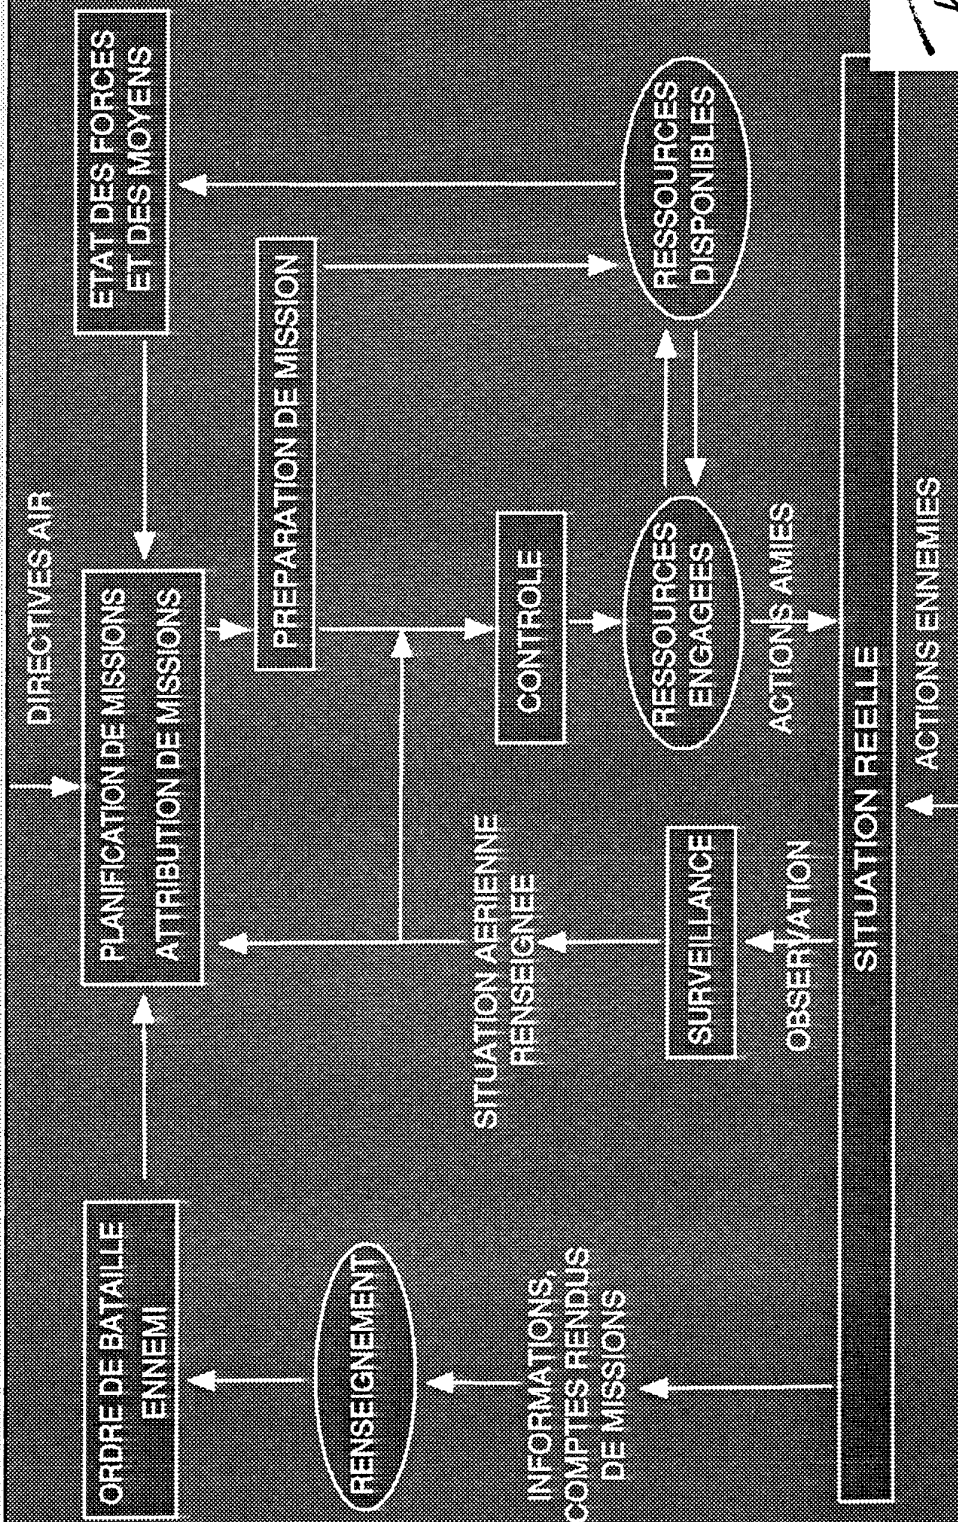 DIRECTIVES AIR
ORDRE DE BATAILLE
ENNEMI
PLANIFICATION DE MISSIONS
ATTRIBUTION DE MISSIONS
ETAT DES FORCES
ET DES MOYENS
PREPARATION DE MISSION
RENSEIGNEMENT
SITUATION AERIENNE
RENSEIGNEE
CONTROLE
INFORMATIONS,
COMPTES RENDUS
DE MISSIONS
SURVEILLANCE
RESSOURCES
ENGAGEES
RESSOURCES
DISPONIBLES
OBSERVATION
ACTIONS AMIES
SITUATION REELLE
ACTIONS ENNEMIES